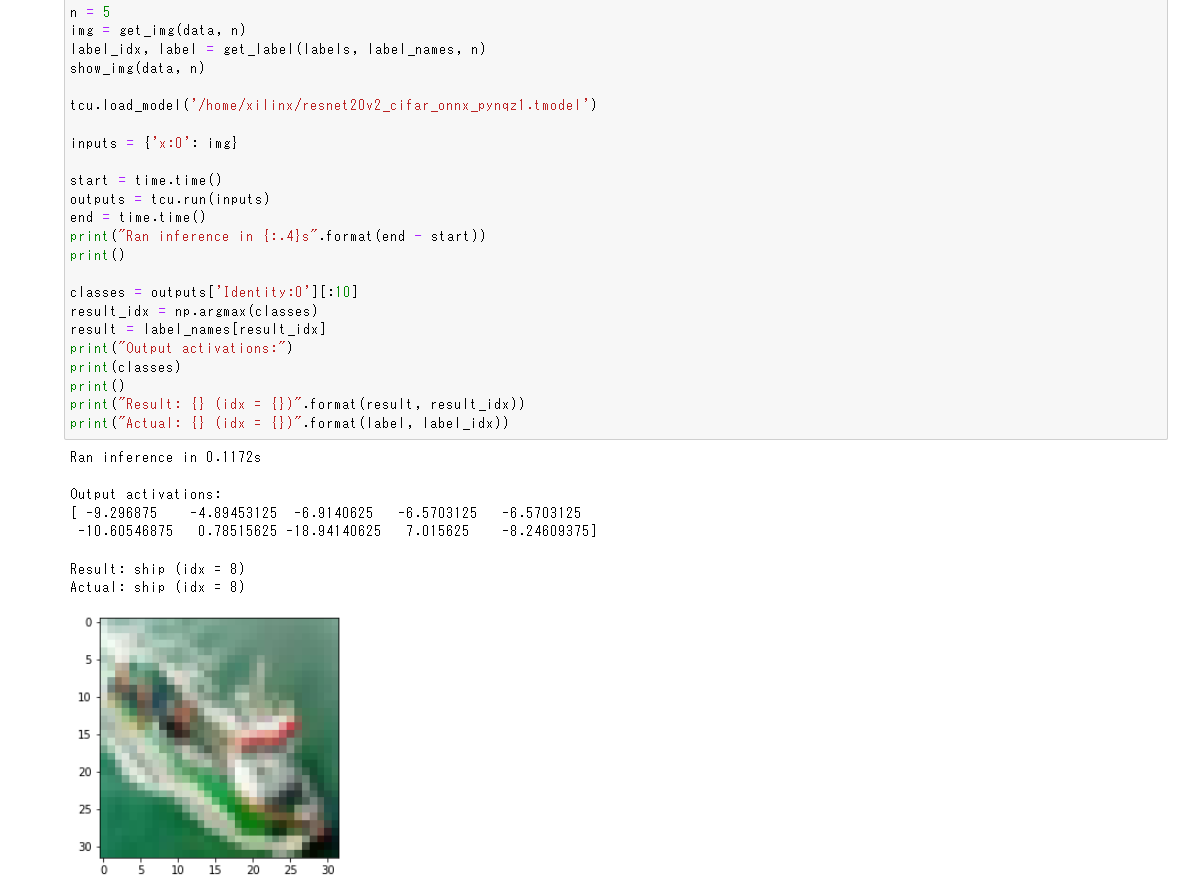 n = 5
img = get_img(data, n)
label_idx, label = get_label(labels, label_names, n)
show_img(data, n)
tcu.load_model('/home/xilinx/resnet20v2_cifar_onnx_pynqz1.tmodel')
inputs = {'x:0': img}
start = time.time()
outputs = tcu.run(inputs)
end = time.time()
print("Ran inference in {:.4}s".format(end - start))
print()
classes = outputs['Identity:0'][:10]
result_idx = np.argmax(classes)
result = label_names[result_idx]
print("Output activations:")
print(classes)
print()
print("Result: {} (idx = {})".format(result, result_idx))
print("Actual: {} (idx = {})".format(label, label_idx))
Ran inference in 0.1172s
Output activations:
[ -9.296875    -4.89453125  -6.9140625   -6.5703125   -6.5703125
 -10.60546875   0.78515625 -18.94140625   7.015625    -8.24609375]
Result: ship (idx = 8)
Actual: ship (idx = 8)
0
5
10
15
20
25
30
0 5 10 15 20 25 30